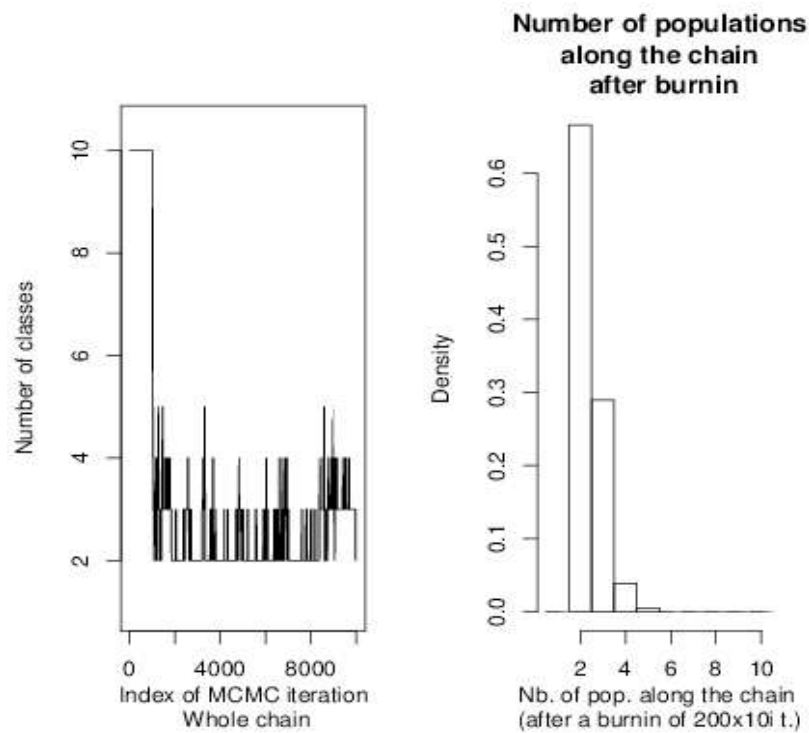 Number of classes
10
8
6
4
2
0
4000
8000
Index of MCMC iteration
Whole chain
Number of populations
along the chain
after burnin
Density
0.6
0.5
0.4
0.3
0.2
0.1
0.0
2
4
6
8
10
Nb. of pop. along the chain
(after a burnin of 200x10i t.)